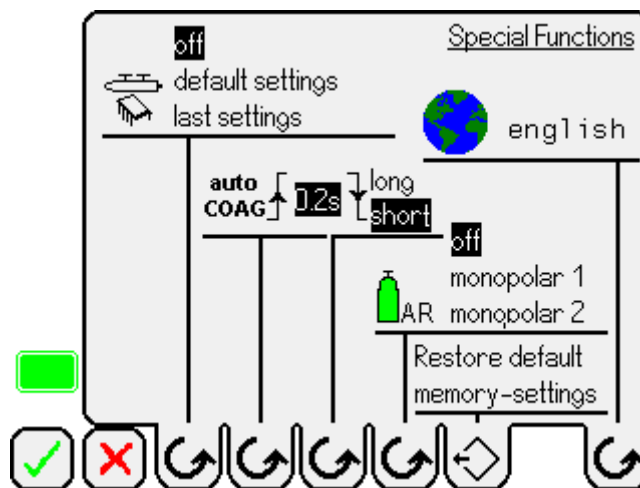 Special Functions
off
default settings
last settings
english
auto
COAG
0.2s
long
short
off
monopolar 1
AR monopolar 2
Restore default
memory-settings